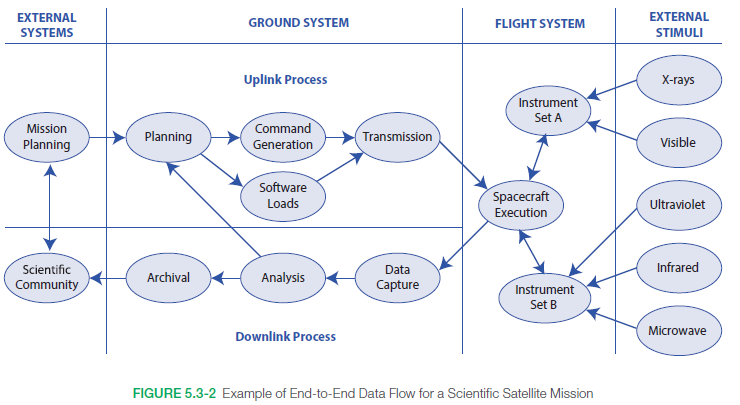 EXTERNAL
SYSTEMS
GROUND SYSTEM
FLIGHT SYSTEM
EXTERNAL
STIMULI
Uplink Process
Mission
Planning
Planning
Command
Generation
Transmission
Software
Loads
Instrument
Set A
X-rays
Visible
Spacecraft
Execution
Ultraviolet
Scientific
Community
Archival
Analysis
Data
Capture
Instrument
Set B
Infrared
Microwave
Downlink Process
FIGURE 5.3-2 Example of End-to-End Data Flow for a Scientific Satellite Mission